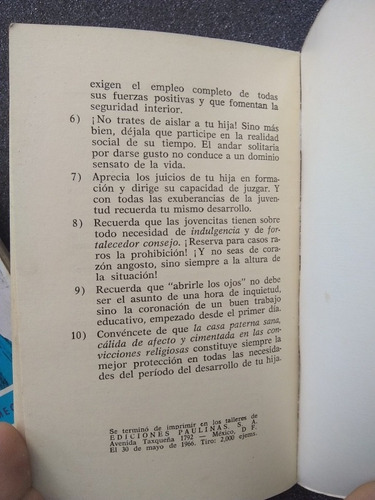 exigen el empleo completo de todas
sus fuerzas positivas y que fomentan la
seguridad interior.
6) ¡No trates de aislar a tu hija! Sino más
bien, déjala que participe en la realidad
social de su tiempo. El andar solitaria
por darse gusto no conduce a un dominio
sensato de la vida.
7) Aprecia los juicios de tu hija en forma-
ción y dirige su capacidad de juzgar. Y
con todas las exuberancias de la juven-
tud recuerda tu mismo desarrollo.
8) Recuerda que las jovencitas tienen sobre
todo necesidad de indulgencia y de for-
talecedor consejo. ¡Reserva para casos ra-
ros la prohibición! ¡Y no seas de cora-
zón angosto, sino siempre a la altura de
la situación!
9) Recuerda que "abrirle los ojos" no debe
ser el asunto de una hora de inquietud,
sino la coronación de un buen trabajo
educativo, empezado desde el primer día.
10) Convéncete de que la casa paterna sana,
cálida de afecto y cimentada en las con-
vicciones religiosas constituye siempre la
mejor protección en todas las necesida-
des del período del desarrollo de tu hija.
Se terminó de imprimir en los talleres de
EDICIONES PAULINAS, S. A.
Avenida Taxqueña 1792 — México, D. F.
El 30 de mayo de 1966. Tiro: 2,000 ejems.